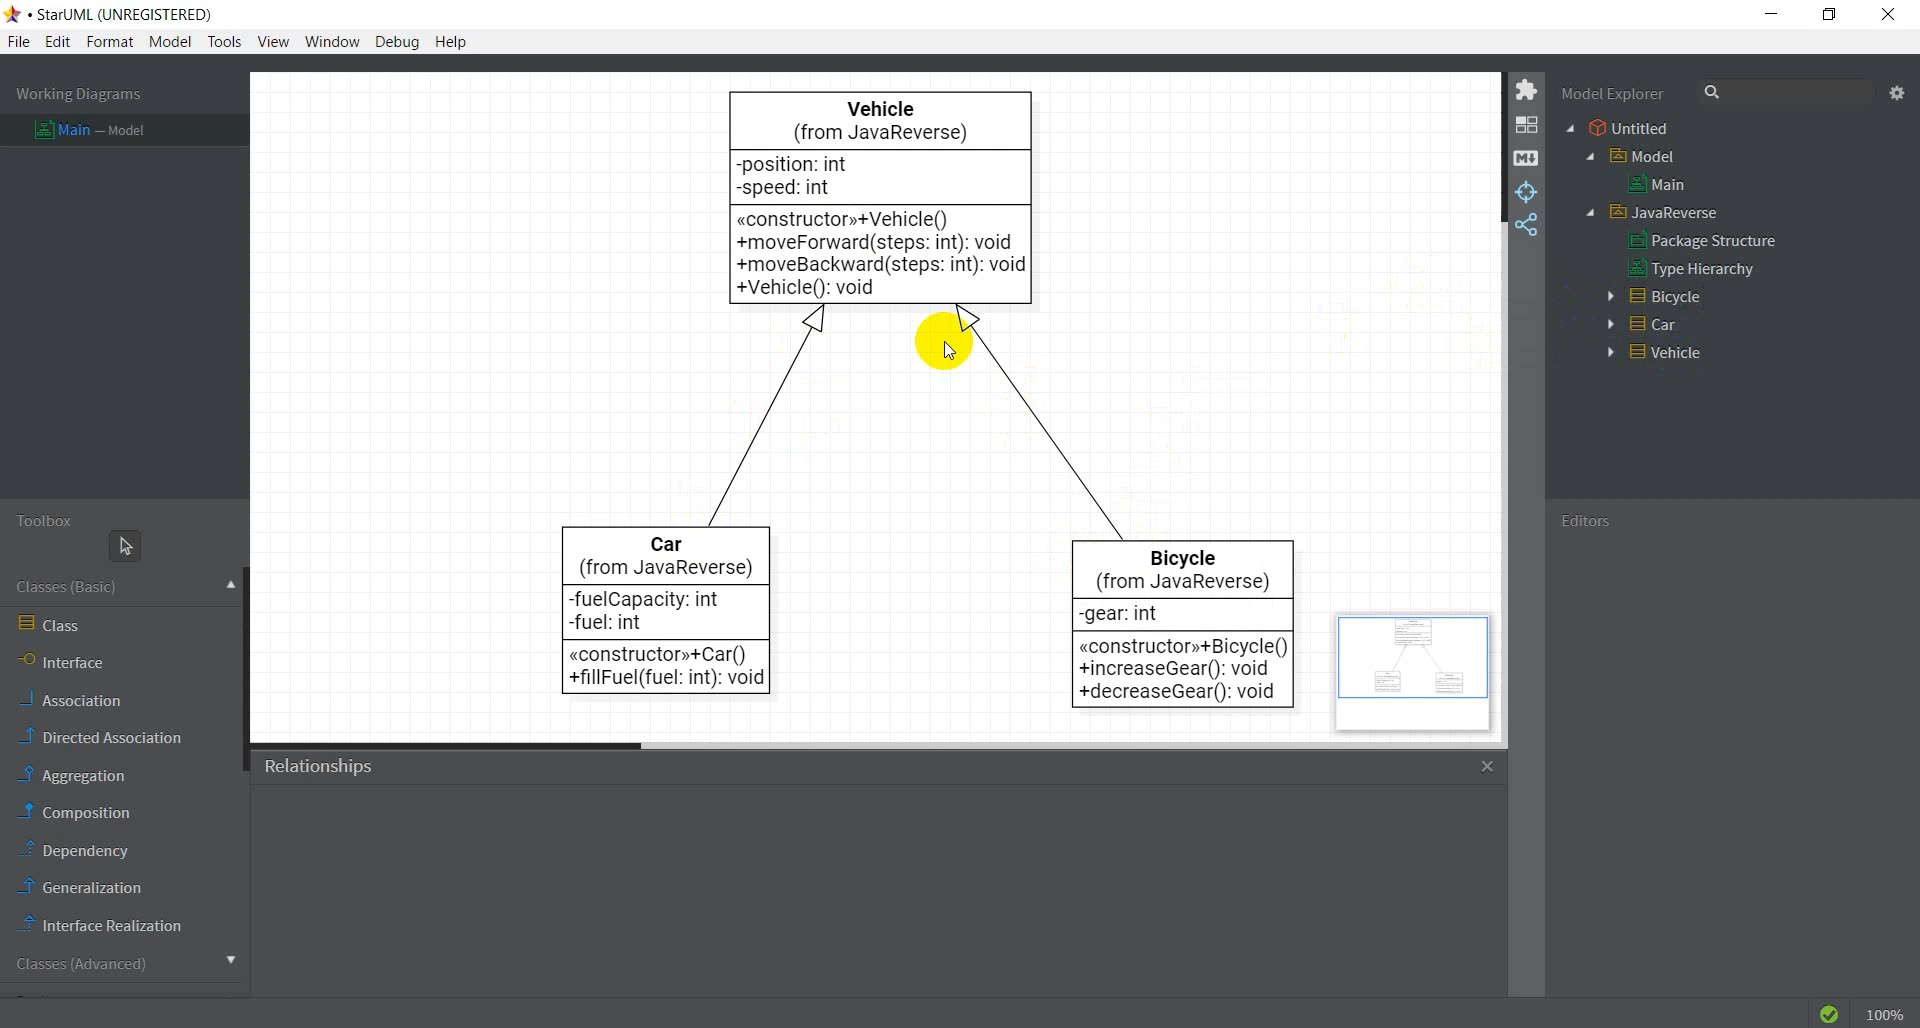 • StarUML (UNREGISTERED)
File Edit Format Model Tools View Window Debug Help
Working Diagrams
Main — Model
Toolbox
Classes (Basic)
Class
Interface
Association
Directed Association
Aggregation
Composition
Dependency
Generalization
Interface Realization
Classes (Advanced)
Vehicle
(from JavaReverse)
-position: int
-speed: int
«constructor»+Vehicle()
+moveForward(steps: int): void
+moveBackward(steps: int): void
+Vehicle(): void
Car
(from JavaReverse)
-fuelCapacity: int
-fuel: int
«constructor»+Car()
+fillFuel(fuel: int): void
Bicycle
(from JavaReverse)
-gear: int
«constructor»+Bicycle()
+increaseGear(): void
+decreaseGear(): void
Relationships
Model Explorer
Untitled
Model
Main
JavaReverse
Package Structure
Type Hierarchy
Bicycle
Car
Vehicle
Editors
100%